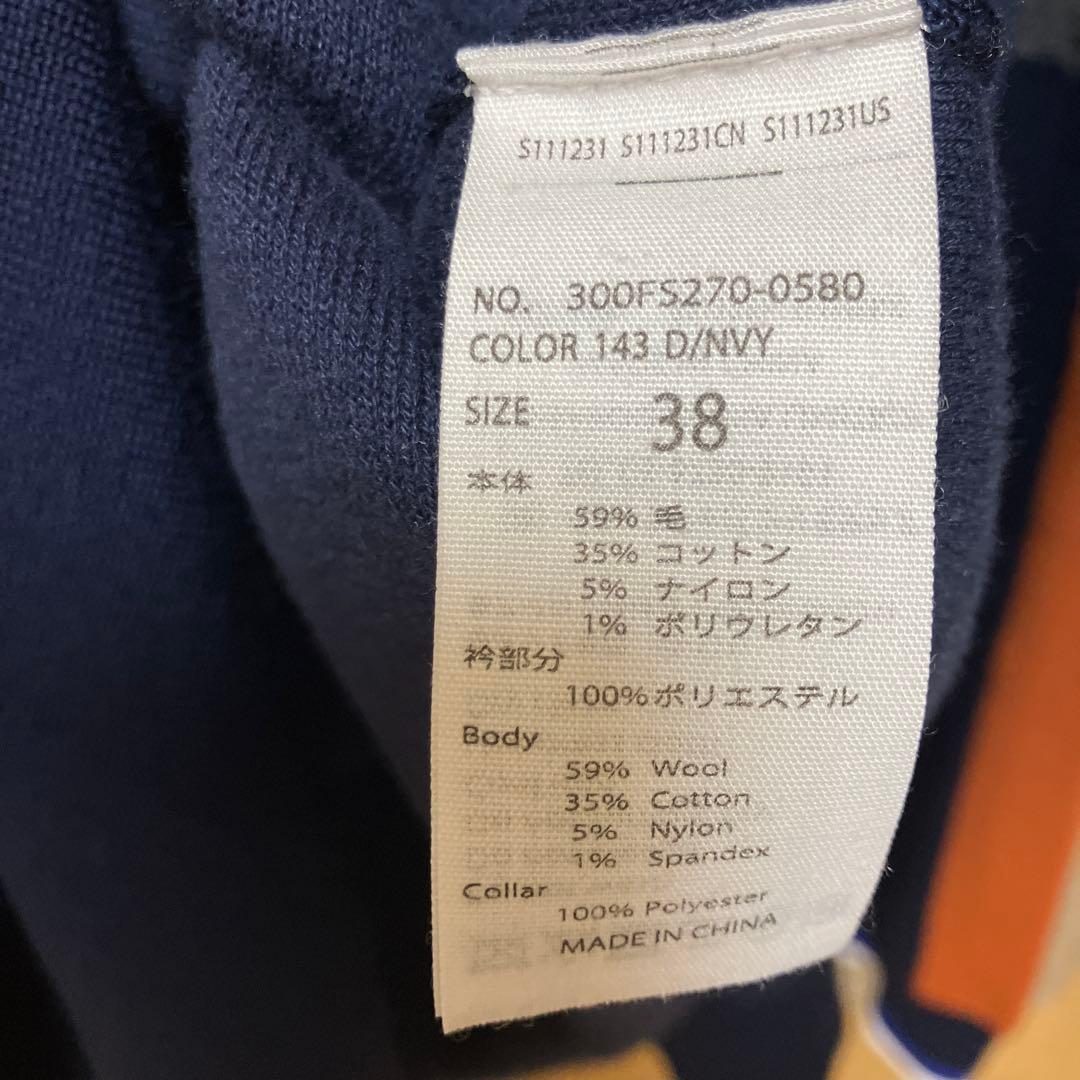 S111231 S111231CN S111231US
NO. 300FS270-0580
COLOR 143 D/NVY
SIZE 38
本体
59% 毛
35% コットン
5% ナイロン
1% ポリウレタン
衿部分
100%ポリエステル
Body
59% Wool
35% Cotton
5% Nylon
1% Spandex
Collar
100% Polyester
MADE IN CHINA